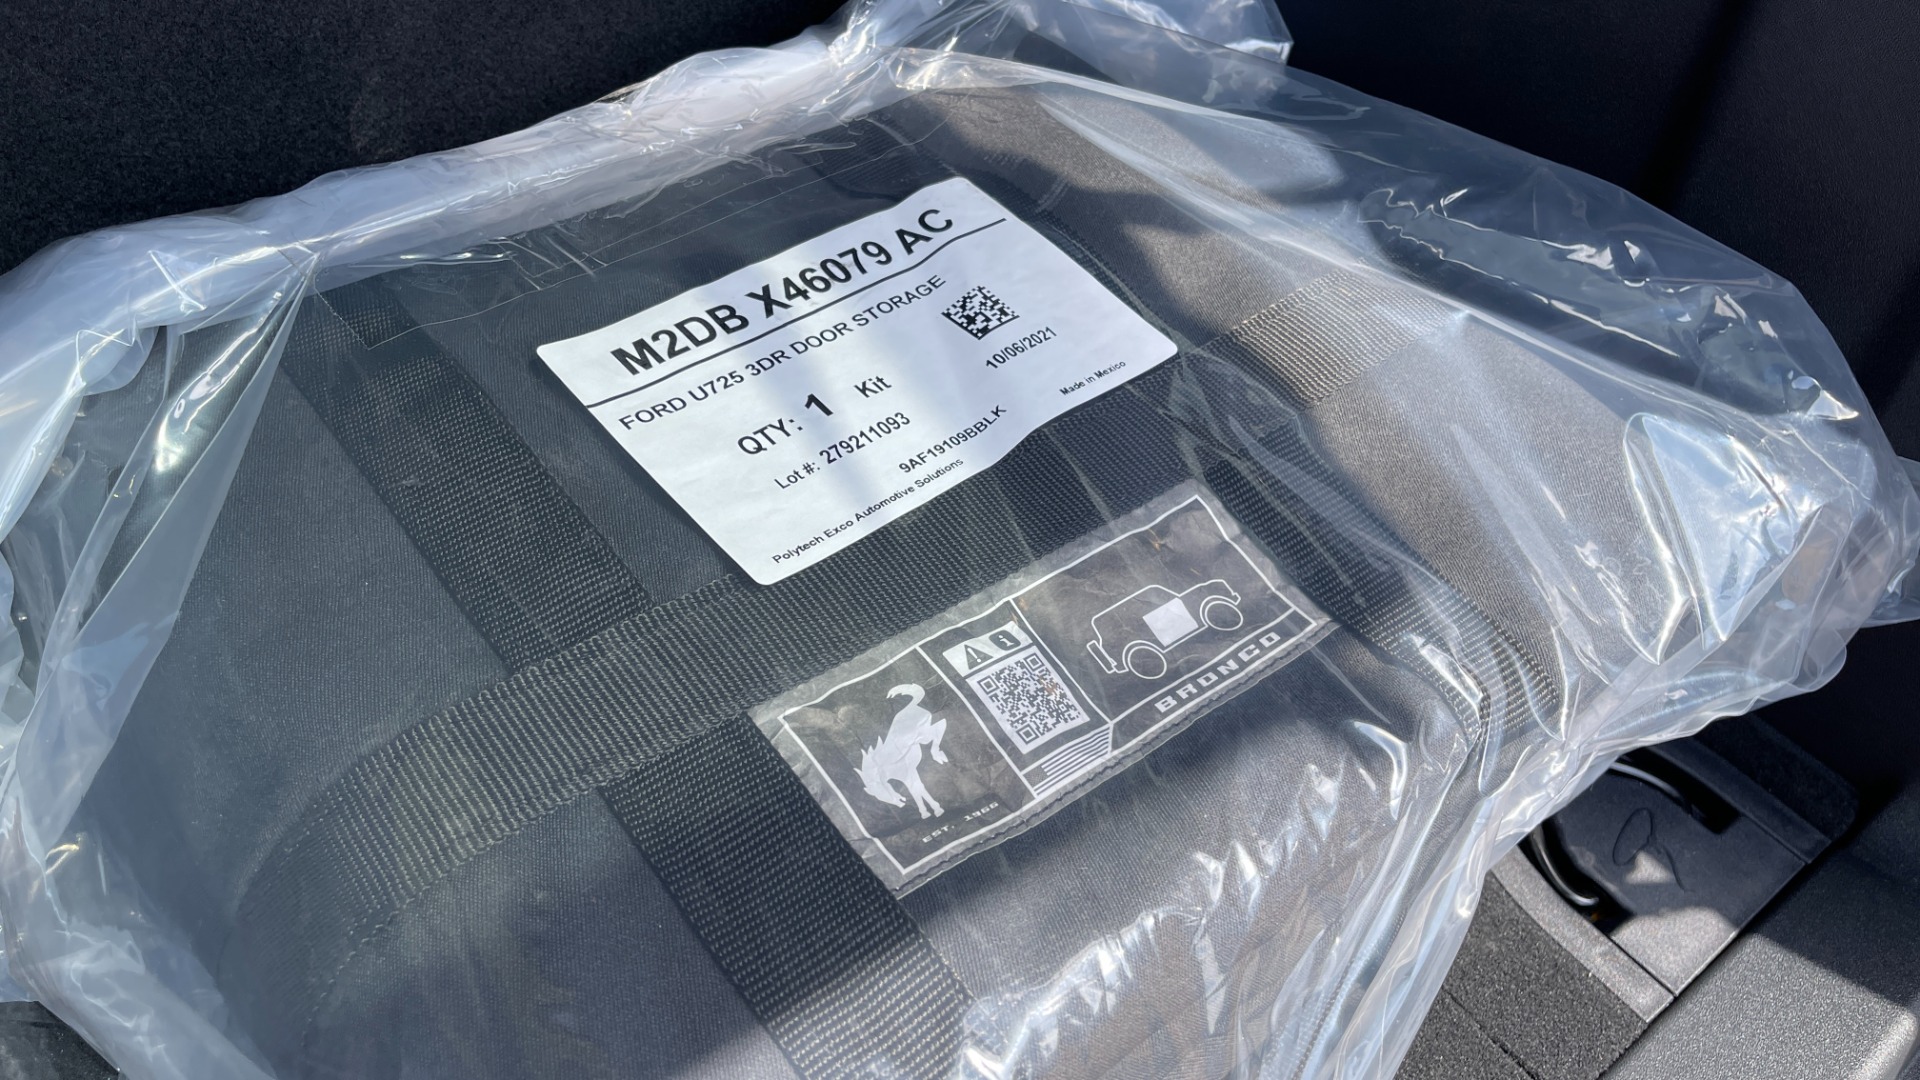 M2DB X46079 AC
FORD U725 3DR DOOR STORAGE
QTY: 1 Kit
10/06/2021
Lot #: 279211093
Made in Mexico
9AF19109BBLK
Polytech Exco Automotive Solutions
BRONCO
EST. 1966